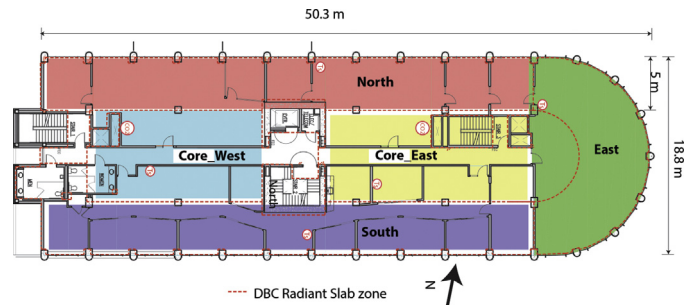 50.3 m
North
5 m
18.8 m
Core_West
Core_East
East
North
South
N
DBC Radiant Slab zone